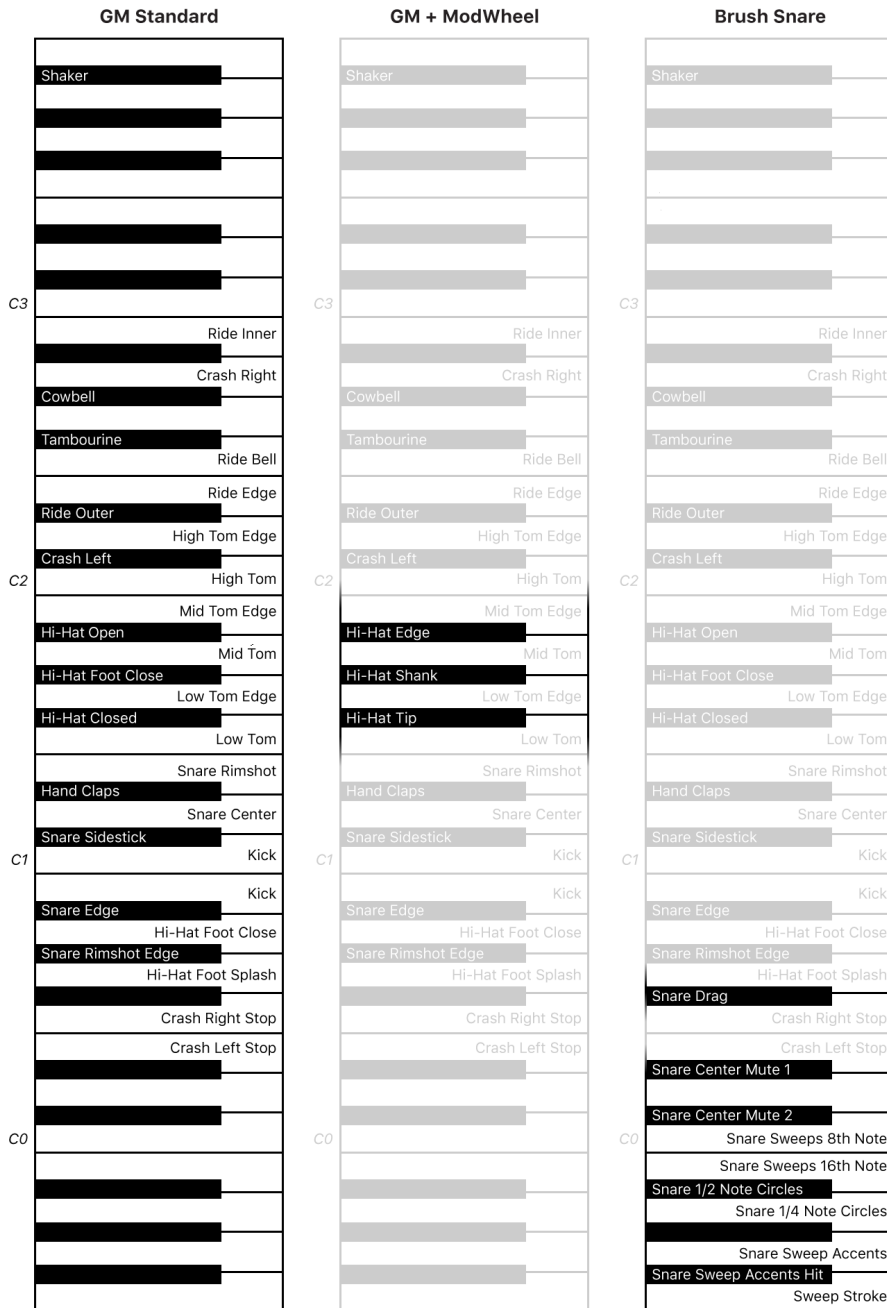 GM Standard
Shaker
C3
Ride Inner
Crash Right
Cowbell
Tambourine
Ride Bell
Ride Edge
Ride Outer
High Tom Edge
Crash Left
C2
High Tom
Mid Tom Edge
Hi-Hat Open
Mid Tom
Hi-Hat Foot Close
Low Tom Edge
Hi-Hat Closed
Low Tom
Snare Rimshot
Hand Claps
Snare Center
Snare Sidestick
C1
Kick
Kick
Snare Edge
Hi-Hat Foot Close
Snare Rimshot Edge
Hi-Hat Foot Splash
Crash Right Stop
Crash Left Stop
C0
GM + ModWheel
Shaker
C3
Ride Inner
Crash Right
Cowbell
Tambourine
Ride Bell
Ride Edge
Ride Outer
High Tom Edge
Crash Left
C2
High Tom
Mid Tom Edge
Hi-Hat Edge
Mid Tom
Hi-Hat Shank
Low Tom Edge
Hi-Hat Tip
Low Tom
Snare Rimshot
Hand Claps
Snare Center
Snare Sidestick
C1
Kick
Kick
Snare Edge
Hi-Hat Foot Close
Snare Rimshot Edge
Hi-Hat Foot Splash
Crash Right Stop
Crash Left Stop
C0
Brush Snare
Shaker
C3
Ride Inner
Crash Right
Cowbell
Tambourine
Ride Bell
Ride Edge
Ride Outer
High Tom Edge
Crash Left
C2
High Tom
Mid Tom Edge
Hi-Hat Open
Mid Tom
Hi-Hat Foot Close
Low Tom Edge
Hi-Hat Closed
Low Tom
Snare Rimshot
Hand Claps
Snare Center
Snare Sidestick
C1
Kick
Kick
Snare Edge
Hi-Hat Foot Close
Snare Rimshot Edge
Hi-Hat Foot Splash
Snare Drag
Crash Right Stop
Crash Left Stop
Snare Center Mute 1
Snare Center Mute 2
C0
Snare Sweeps 8th Note
Snare Sweeps 16th Note
Snare 1/2 Note Circles
Snare 1/4 Note Circles
Snare Sweep Accents
Snare Sweep Accents Hit
Sweep Stroke